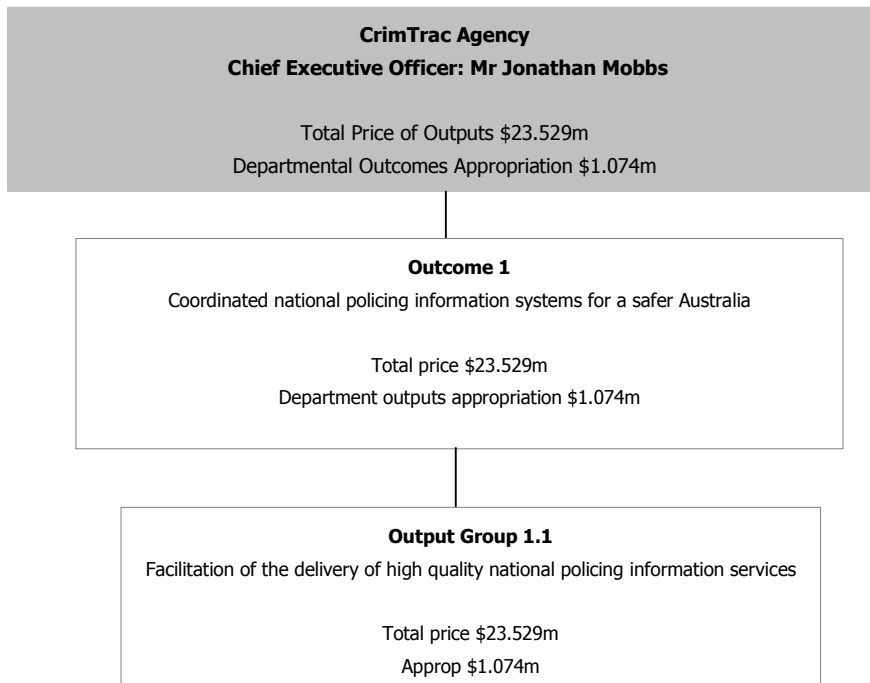 CrimTrac Agency
Chief Executive Officer: Mr Jonathan Mobbs
Total Price of Outputs $23.529m
Departmental Outcomes Appropriation $1.074m
Outcome 1
Coordinated national policing information systems for a safer Australia
Total price $23.529m
Department outputs appropriation $1.074m
Output Group 1.1
Facilitation of the delivery of high quality national policing information services
Total price $23.529m
Approp $1.074m